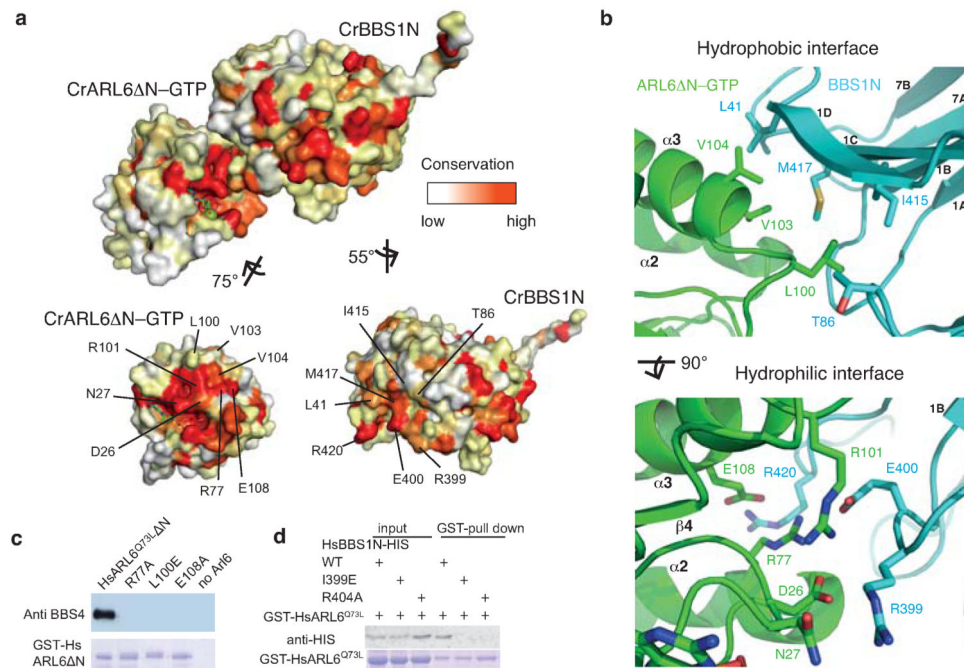 a
CrBBS1N
CrARL6ΔN–GTP
Conservation
low high
75°
55°
CrARL6ΔN–GTP
CrBBS1N
L100
V103
R101
V104
N27
D26
R77
E108
I415
T86
M417
L41
R420
E400
R399
b
Hydrophobic interface
ARL6ΔN–GTP
BBS1N
7B
L41
1D
7A
α3
1C
V104
M417
1B
I415
V103
1A
α2
L100
T86
90°
Hydrophilic interface
1B
R101
E108
R420
E400
α3
β4
R77
α2
D26
R399
N27
c
HsARL6Q73LΔN
R77A
L100E
E108A
no Arl6
Anti BBS4
GST-Hs
ARL6ΔN
d
input GST-pull down
HsBBS1N-HIS
WT + +
I399E + +
R404A + +
GST-HsARL6Q73L + + + + + +
anti-HIS
GST-HsARL6Q73L